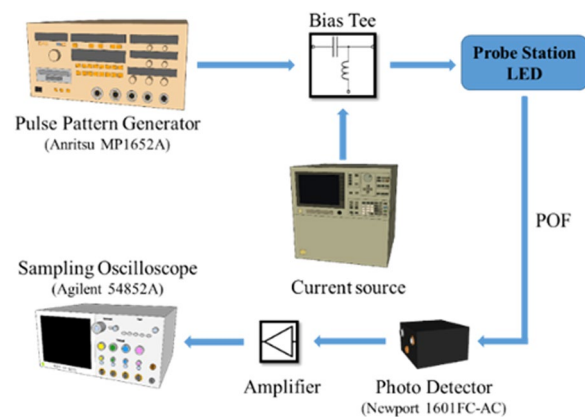 Bias Tee
Probe Station
LED
Pulse Pattern Generator
(Anritsu MP1652A)
POF
Current source
Sampling Oscilloscope
(Agilent 54852A)
Amplifier
Photo Detector
(Newport 1601FC-AC)